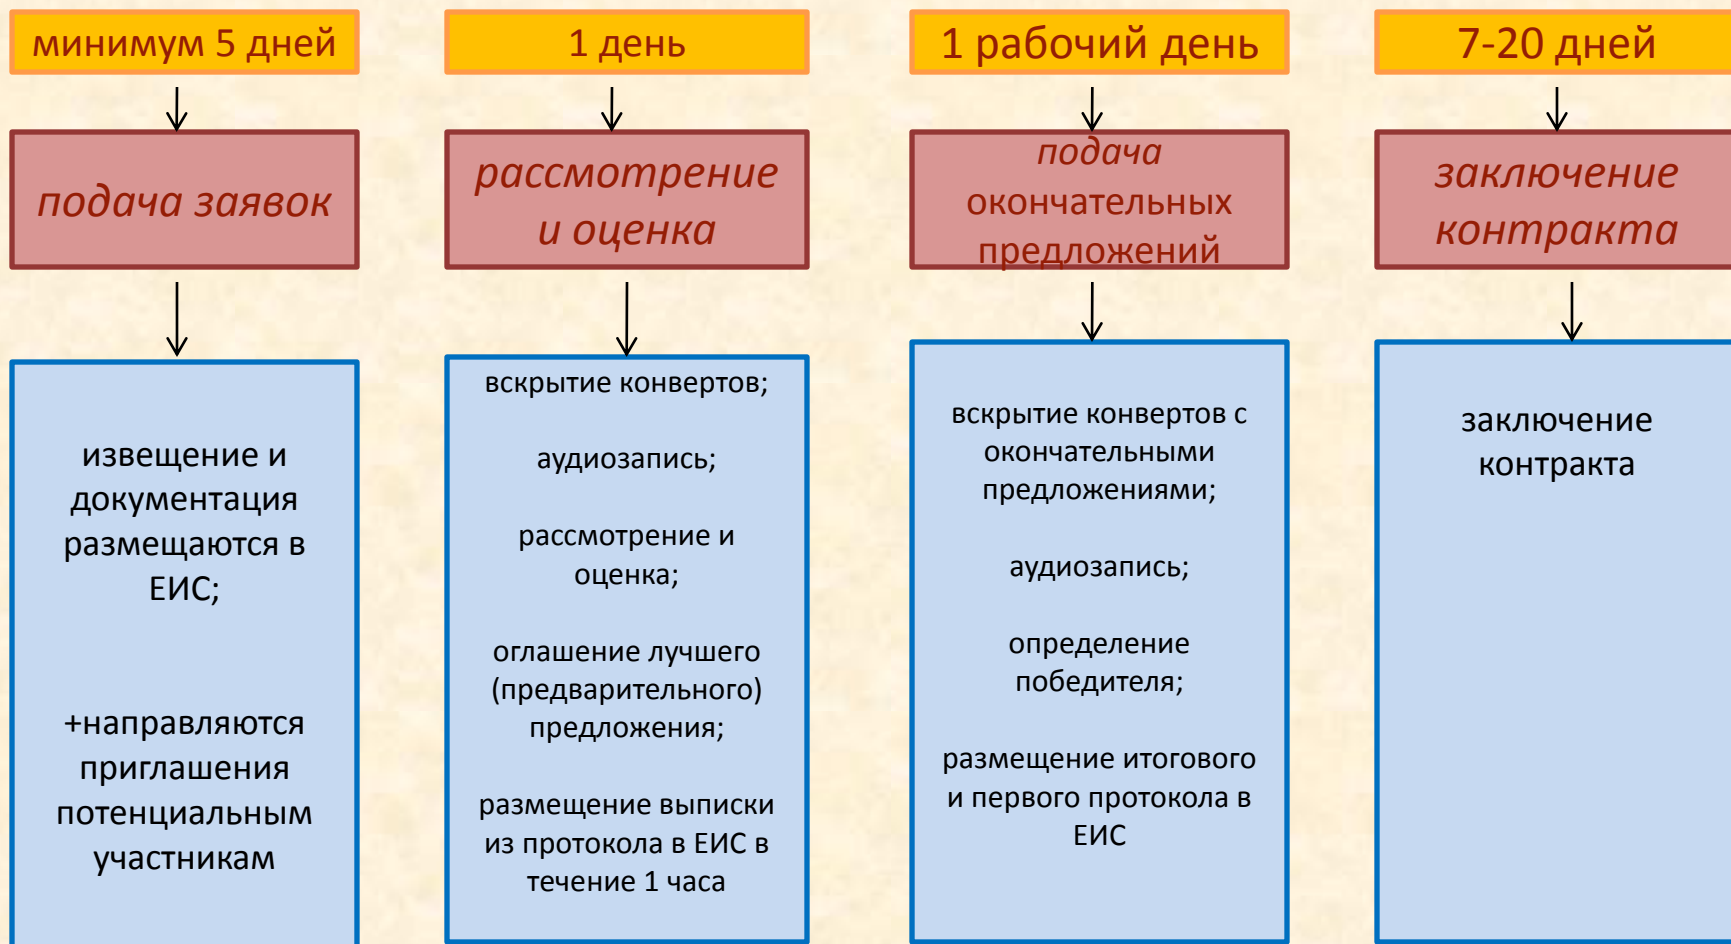 минимум 5 дней
подача заявок
извещение и
документация
размещаются в
ЕИС;
+направляются
приглашения
потенциальным
участникам
1 день
рассмотрение
и оценка
вскрытие конвертов;
аудиозапись;
рассмотрение и
оценка;
оглашение лучшего
(предварительного)
предложения;
размещение выписки
из протокола в ЕИС в
течение 1 часа
1 рабочий день
подача
окончательных
предложений
вскрытие конвертов с
окончательными
предложениями;
аудиозапись;
определение
победителя;
размещение итогового
и первого протокола в
ЕИС
7-20 дней
заключение
контракта
заключение
контракта